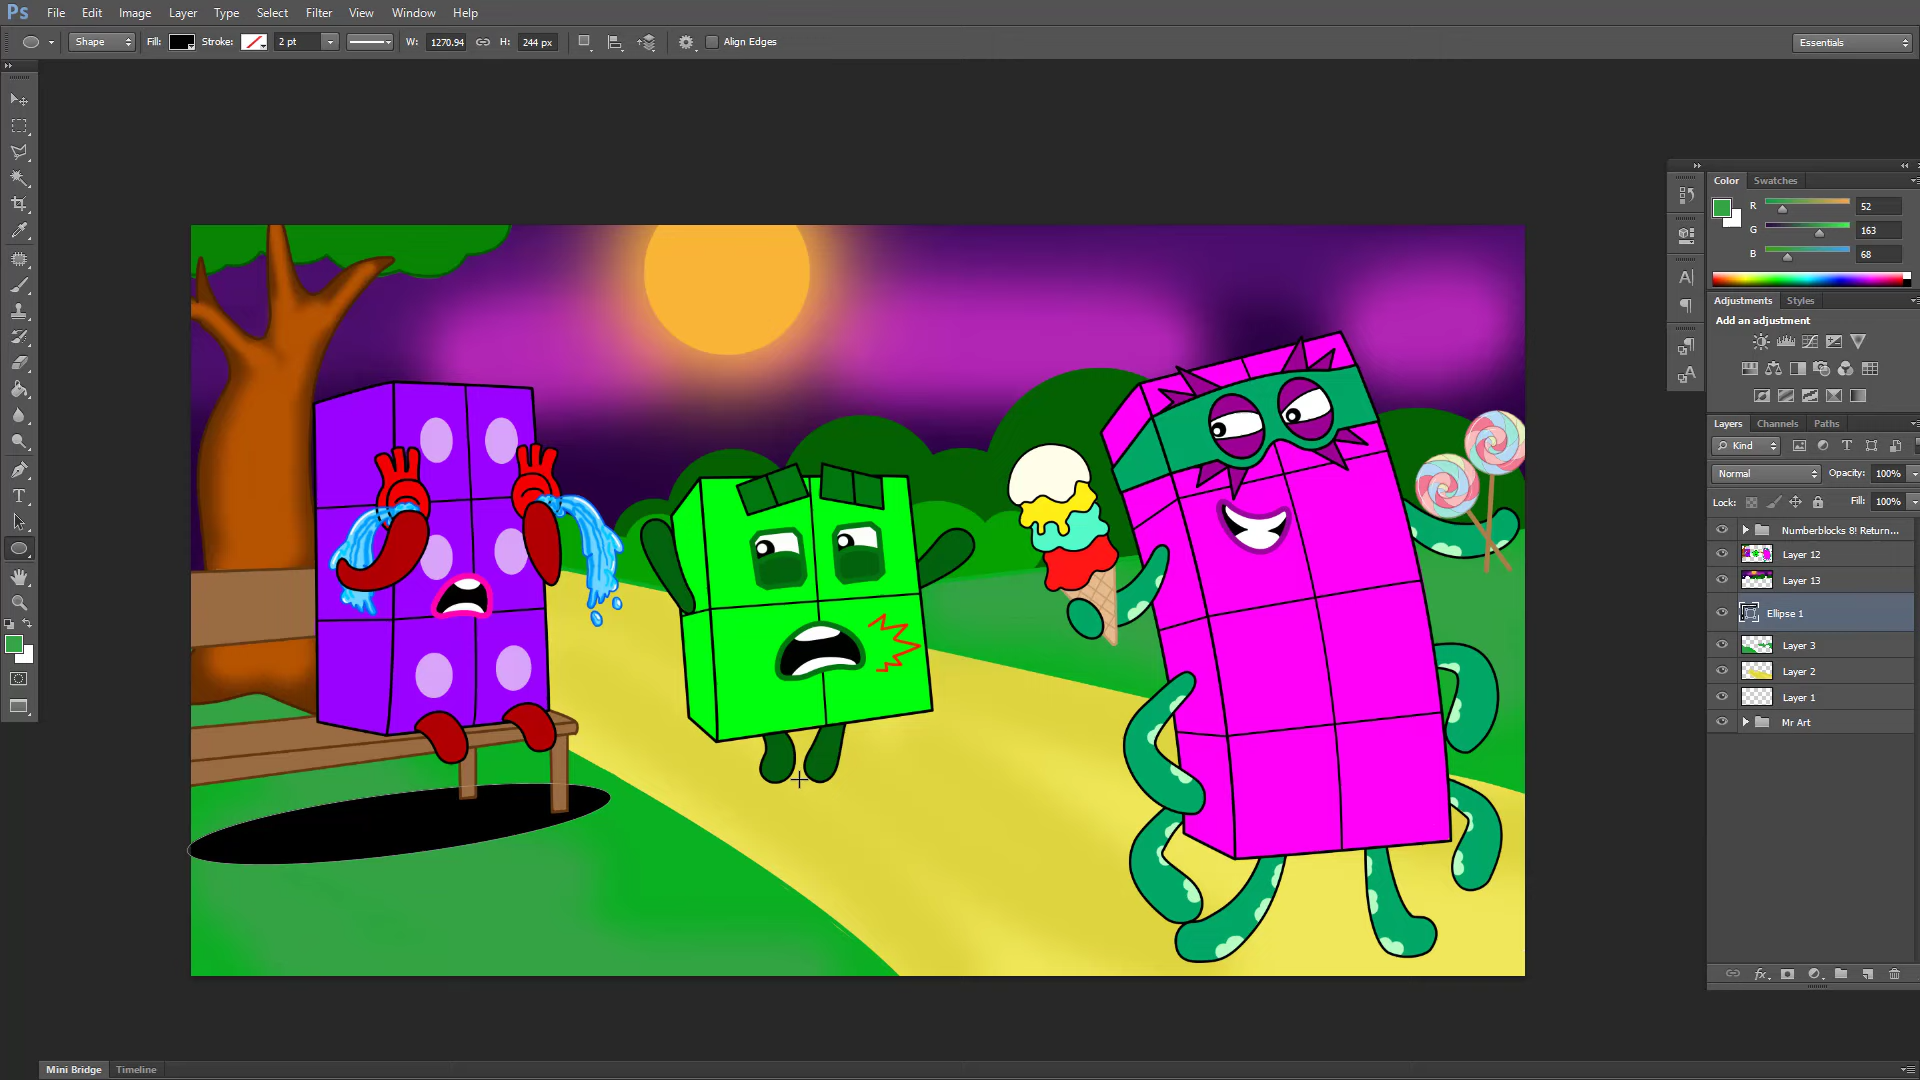 Ps File Edit Image Layer Type Select Filter View Window Help
Shape Fill: Stroke: 2 pt W: 1270.94 H: 244 px Align Edges Essentials
Color Swatches
R 52
G 163
B 68
Adjustments Styles
Add an adjustment
Layers Channels Paths
Kind
Normal Opacity: 100%
Lock: Fill: 100%
Numberblocks 8! Return...
Layer 12
Layer 13
Ellipse 1
Layer 3
Layer 2
Layer 1
Mr Art
Mini Bridge Timeline